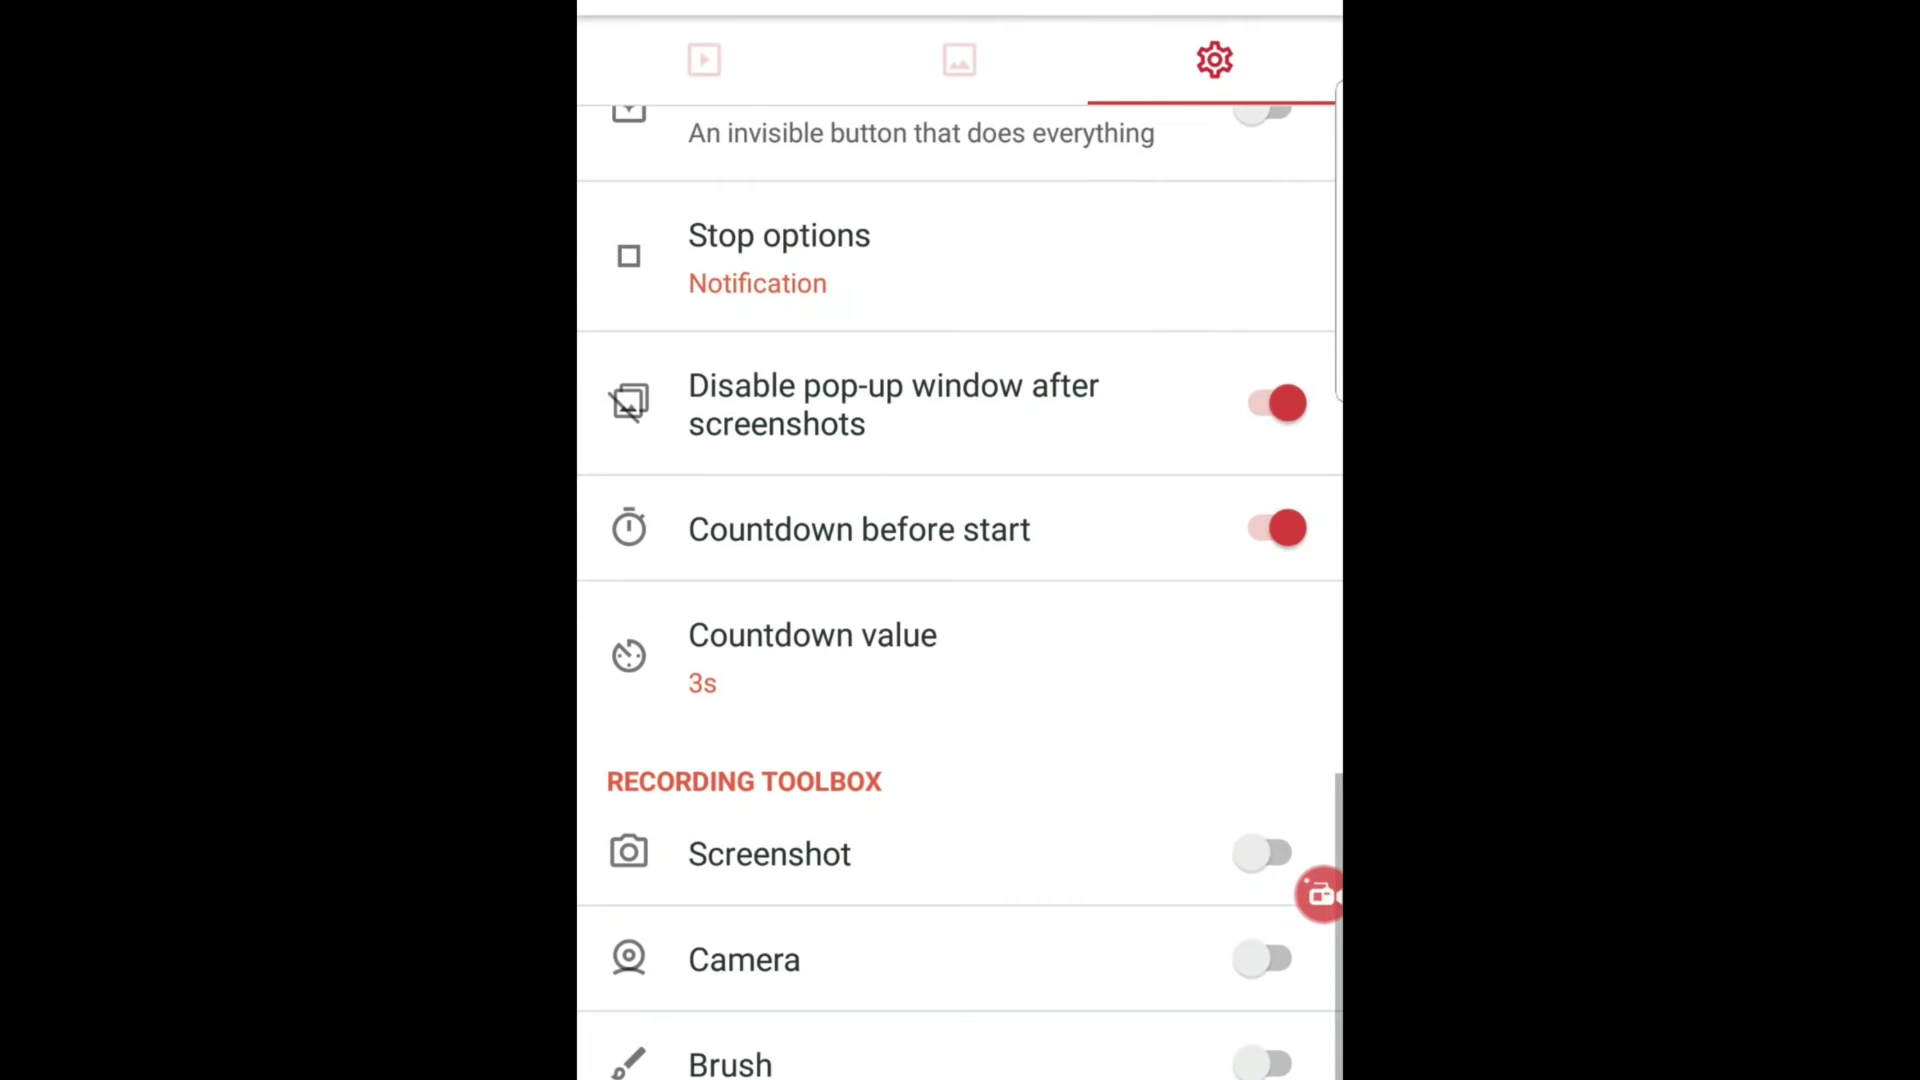 An invisible button that does everything
Stop options
Notification
Disable pop-up window after
screenshots
Countdown before start
Countdown value
3s
RECORDING TOOLBOX
Screenshot
Camera
Brush